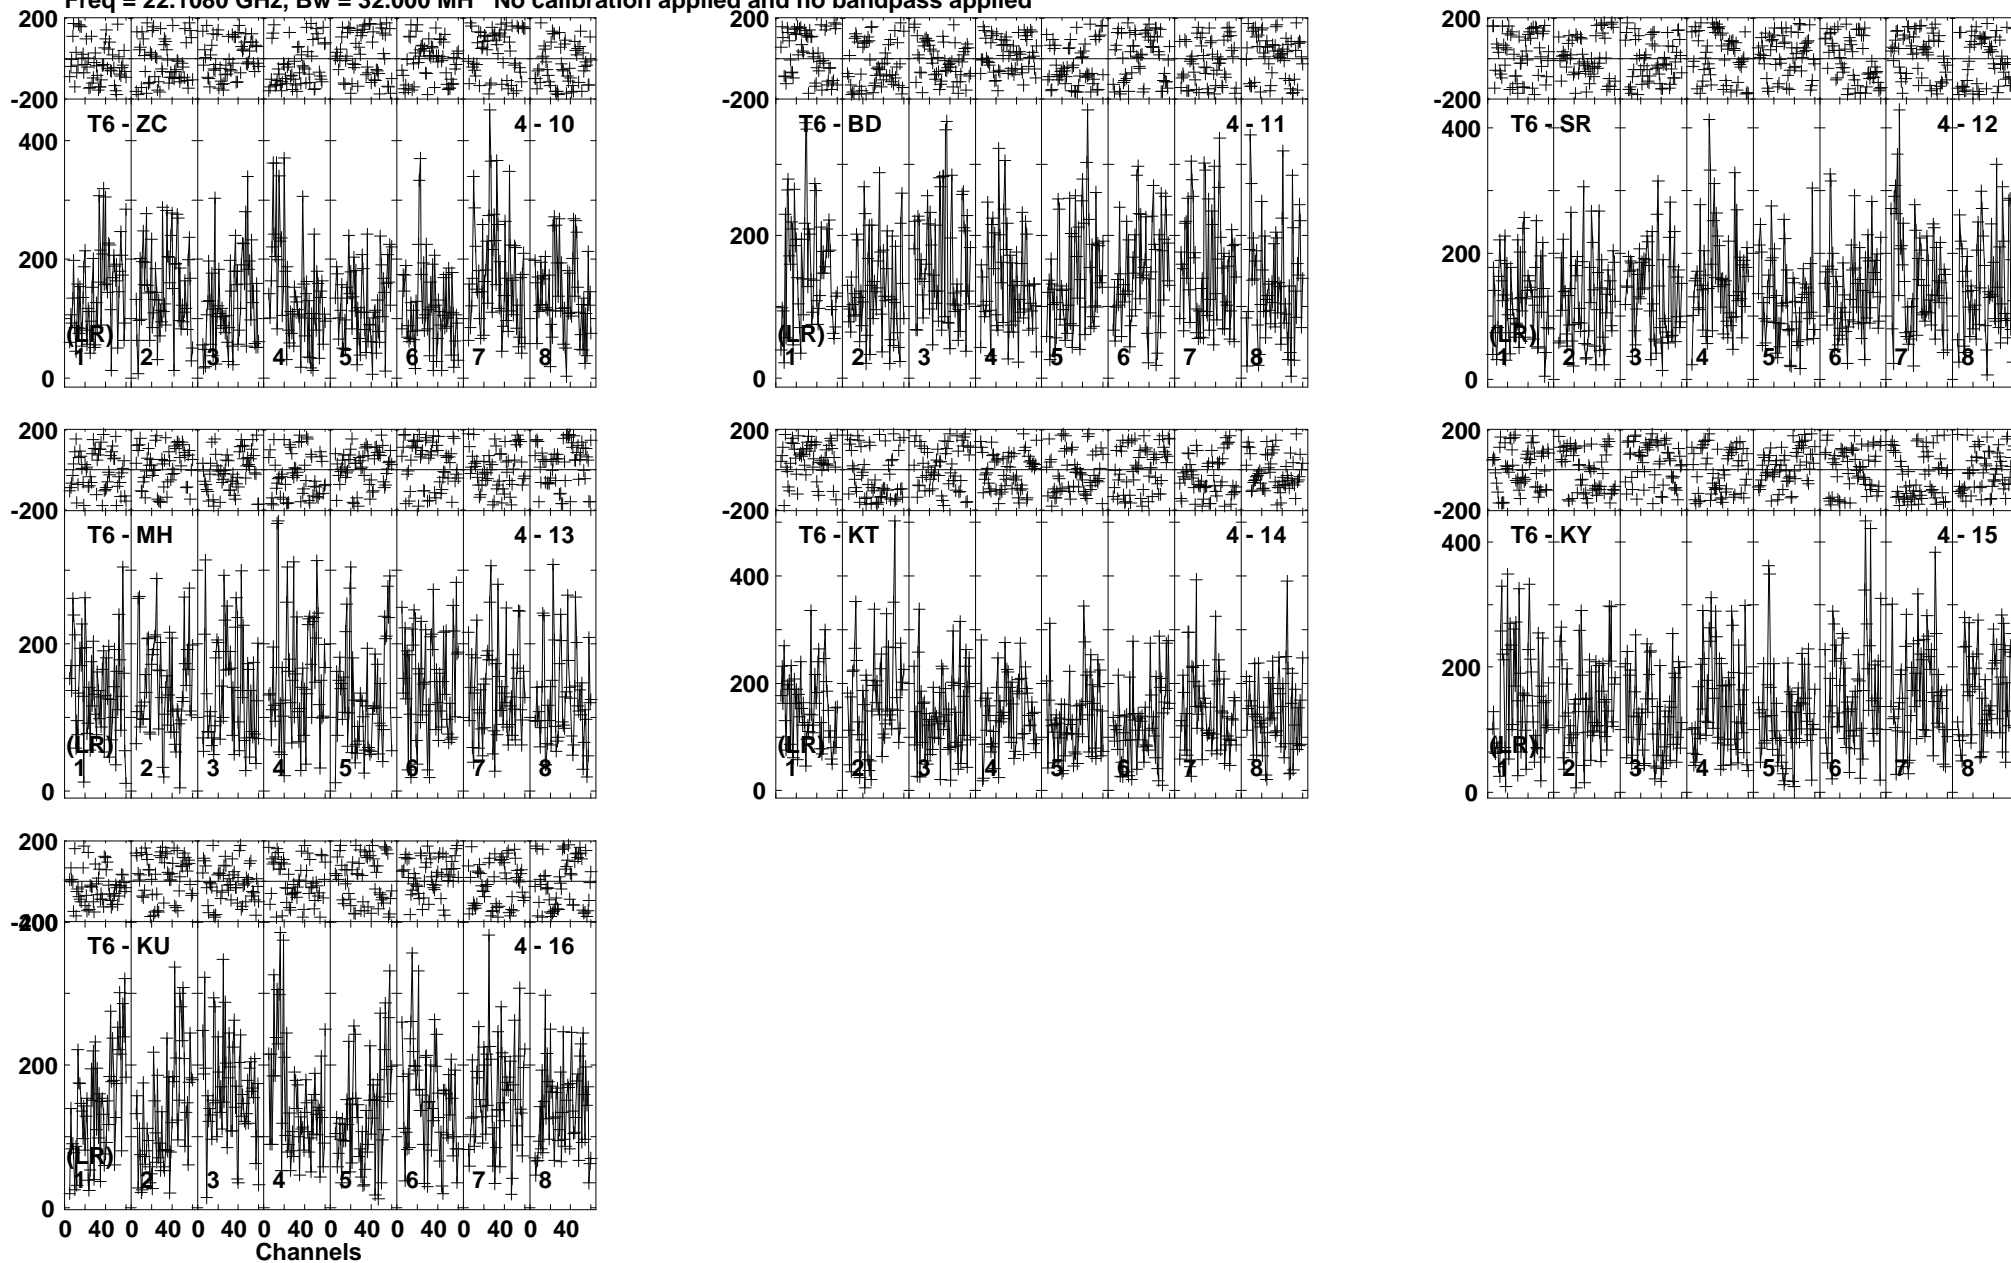 Freq = 22.1080 GHz, Bw = 32.000 MH No calibration applied and no bandpass applied
200 200 200
-200 -200 -200
T6 - ZC 4 - 10 T6 - BD 4 - 11 T6 - SR 4 - 12
400 400
200 200 200
(LR) (LR) (LR)
1 2 3 4 5 6 7 8 1 2 3 4 5 6 7 8 1 2 3 4 5 6 7 8
0 0 0
200 200 200
-200 -200 -200
T6 - MH 4 - 13 T6 - KT 4 - 14 T6 - KY 4 - 15
400 400
200 200 200
(LR) (LR) (LR)
1 2 3 4 5 6 7 8 1 2 3 4 5 6 7 8 1 2 3 4 5 6 7 8
0 0 0
200
-200
400
T6 - KU 4 - 16
200
(LR)
1 2 3 4 5 6 7 8
0
0 40 0 40 0 40 0 40 0 40 0 40 0 40 0 40
Channels